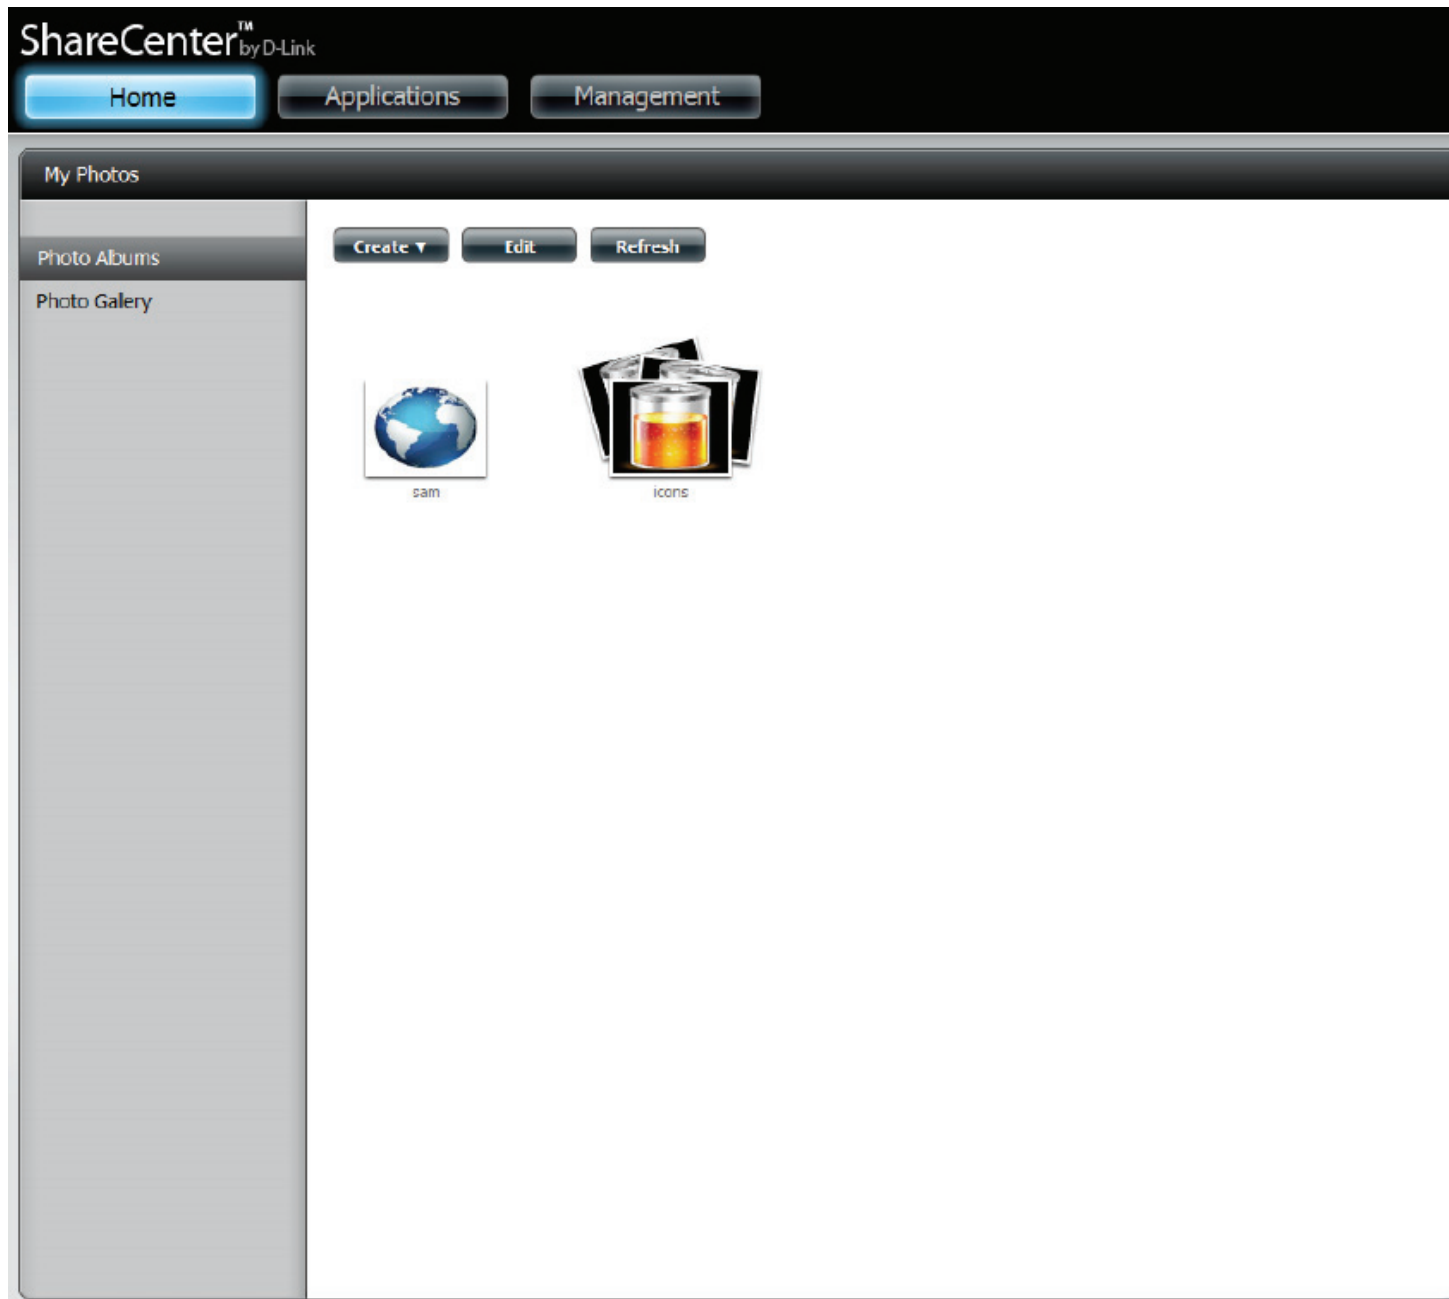 ShareCenter™ by D-Link
Home Applications Management
My Photos
Photo Albums
Photo Galery
Create ▼ Edit Refresh
sam icons